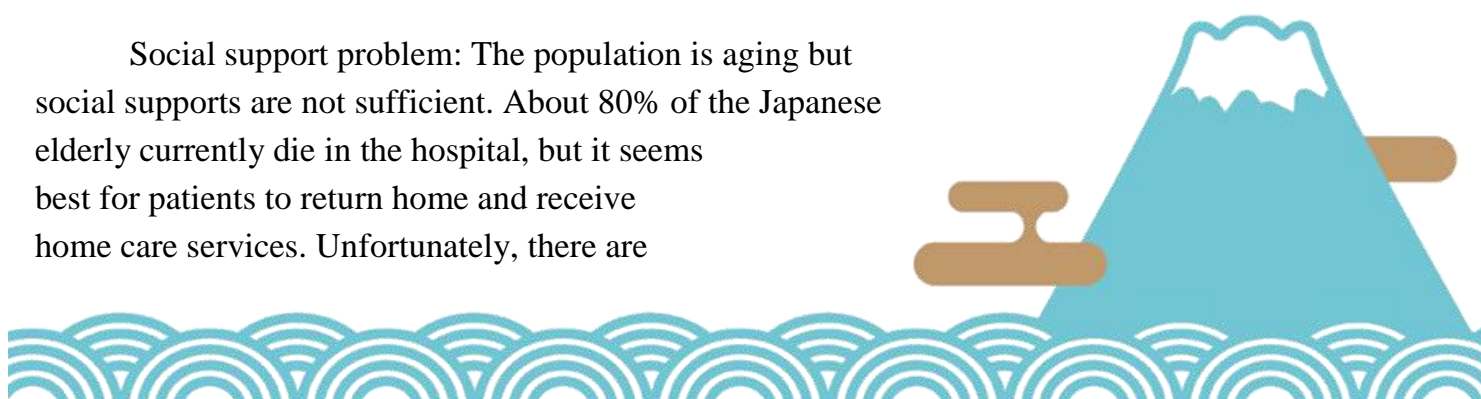 Social support problem: The population is aging but
social supports are not sufficient. About 80% of the Japanese
elderly currently die in the hospital, but it seems
best for patients to return home and receive
home care services. Unfortunately, there are